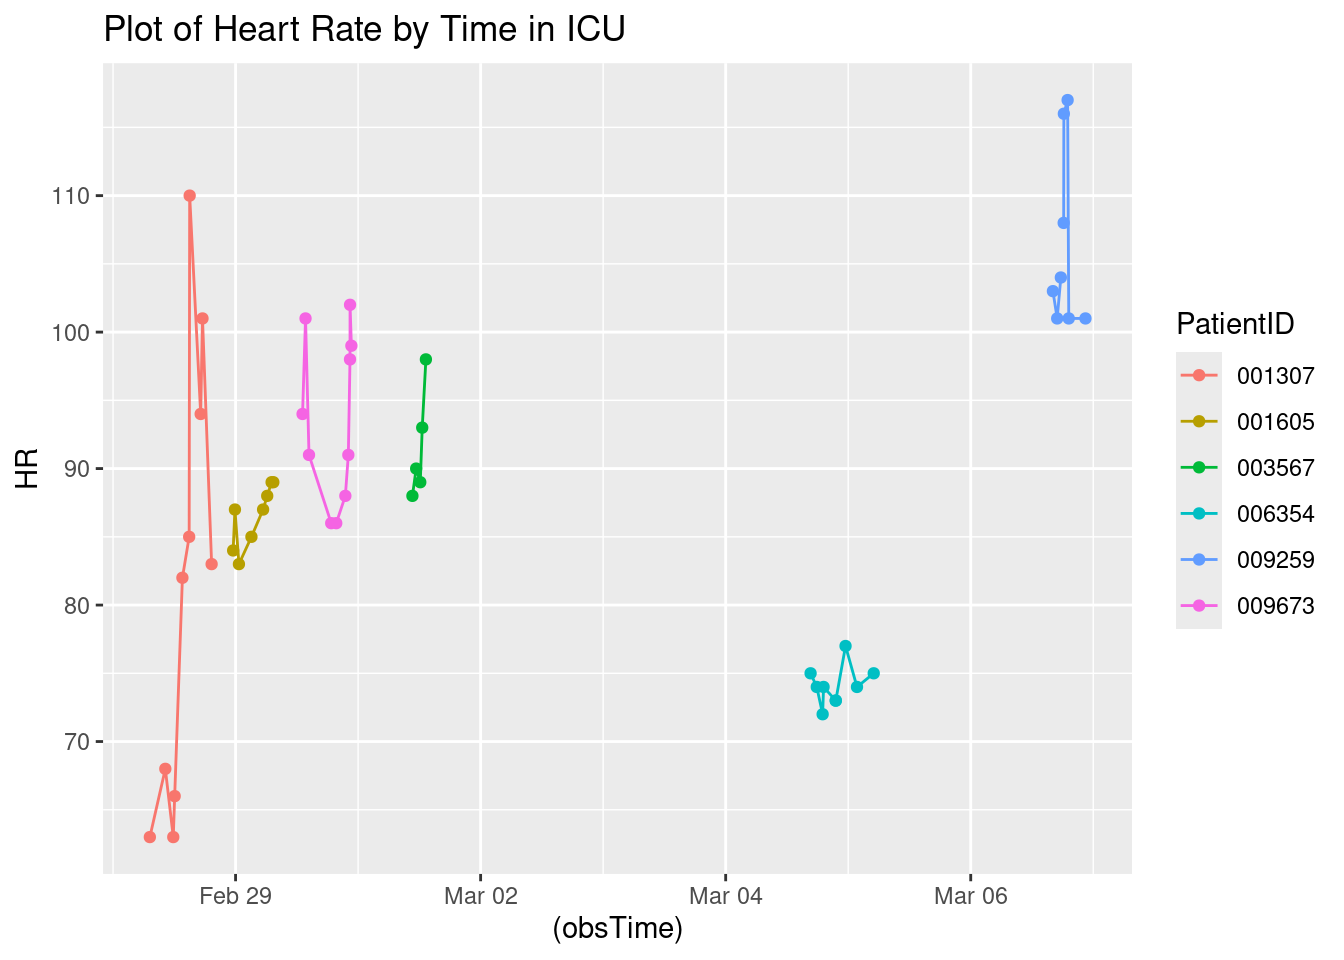 Plot of Heart Rate by Time in ICU
110
100
90
80
70
HR
Feb 29
Mar 02
Mar 04
Mar 06
(obsTime)
PatientID
001307
001605
003567
006354
009259
009673